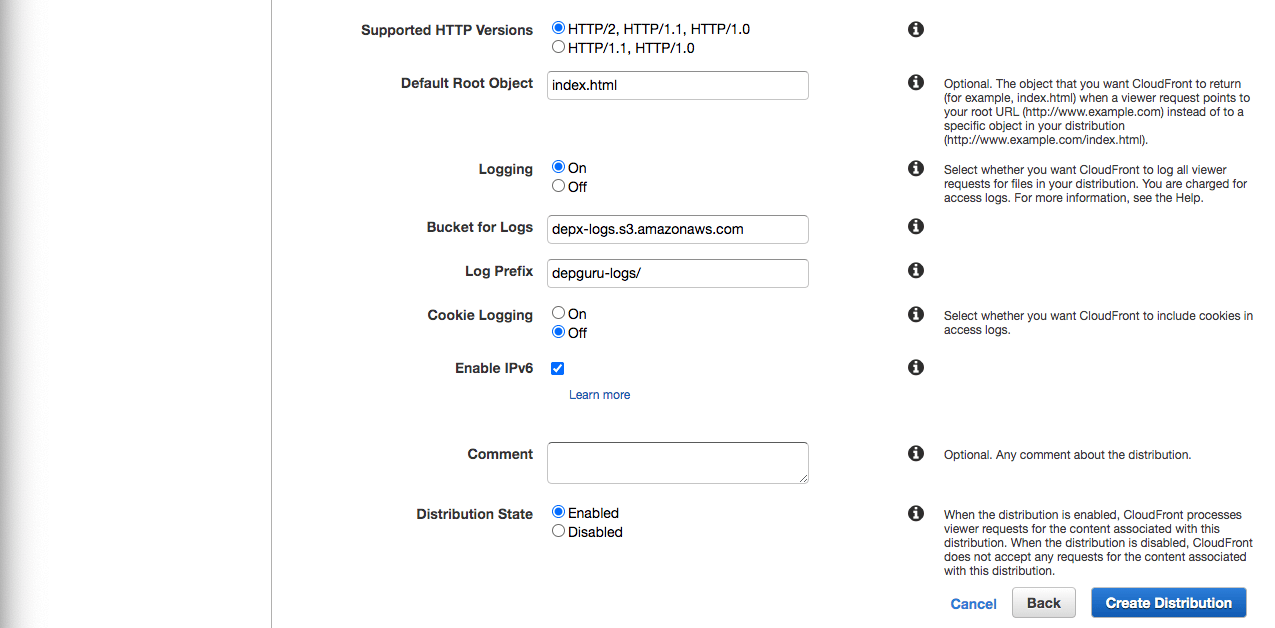 Supported HTTP Versions
HTTP/2, HTTP/1.1, HTTP/1.0
HTTP/1.1, HTTP/1.0
Default Root Object
index.html
Optional. The object that you want CloudFront to return
(for example, index.html) when a viewer request points to
your root URL (http://www.example.com) instead of to a
specific object in your distribution
(http://www.example.com/index.html).
Logging
On
Off
Select whether you want CloudFront to log all viewer
requests for files in your distribution. You are charged for
access logs. For more information, see the Help.
Bucket for Logs
depx-logs.s3.amazonaws.com
Log Prefix
depguru-logs/
Cookie Logging
On
Off
Select whether you want CloudFront to include cookies in
access logs.
Enable IPv6
Learn more
Comment
Optional. Any comment about the distribution.
Distribution State
Enabled
Disabled
When the distribution is enabled, CloudFront processes
viewer requests for the content associated with this
distribution. When the distribution is disabled, CloudFront
does not accept any requests for the content associated
with this distribution.
Cancel
Back
Create Distribution